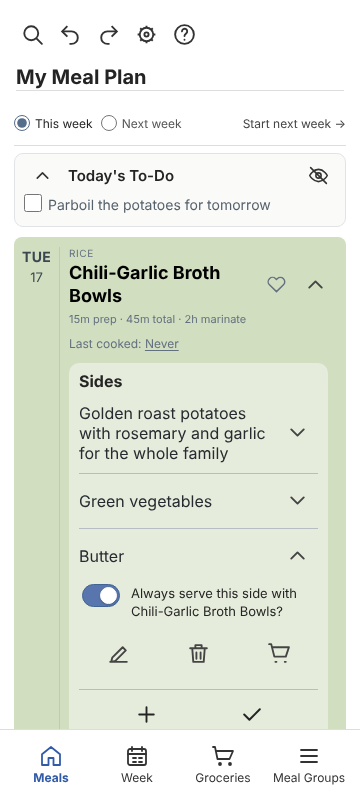 My Meal Plan
This week
Next week
Start next week →
Today's To-Do
Parboil the potatoes for tomorrow
TUE
17
RICE
Chili-Garlic Broth
Bowls
15m prep · 45m total · 2h marinate
Last cooked: Never
Sides
Golden roast potatoes
with rosemary and garlic
for the whole family
Green vegetables
Butter
Always serve this side with
Chili-Garlic Broth Bowls?
Meals
Week
Groceries
Meal Groups